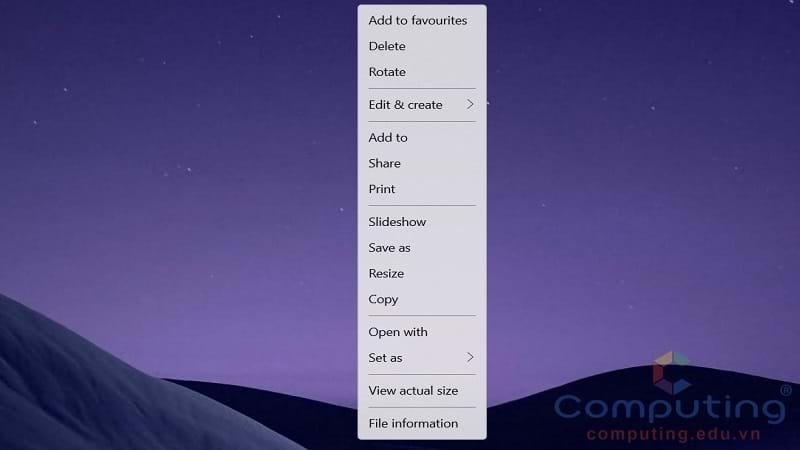 Add to favourites
Delete
Rotate
Edit & create
Add to
Share
Print
Slideshow
Save as
Resize
Copy
Open with
Set as
View actual size
File information
Computing®
computing.edu.vn